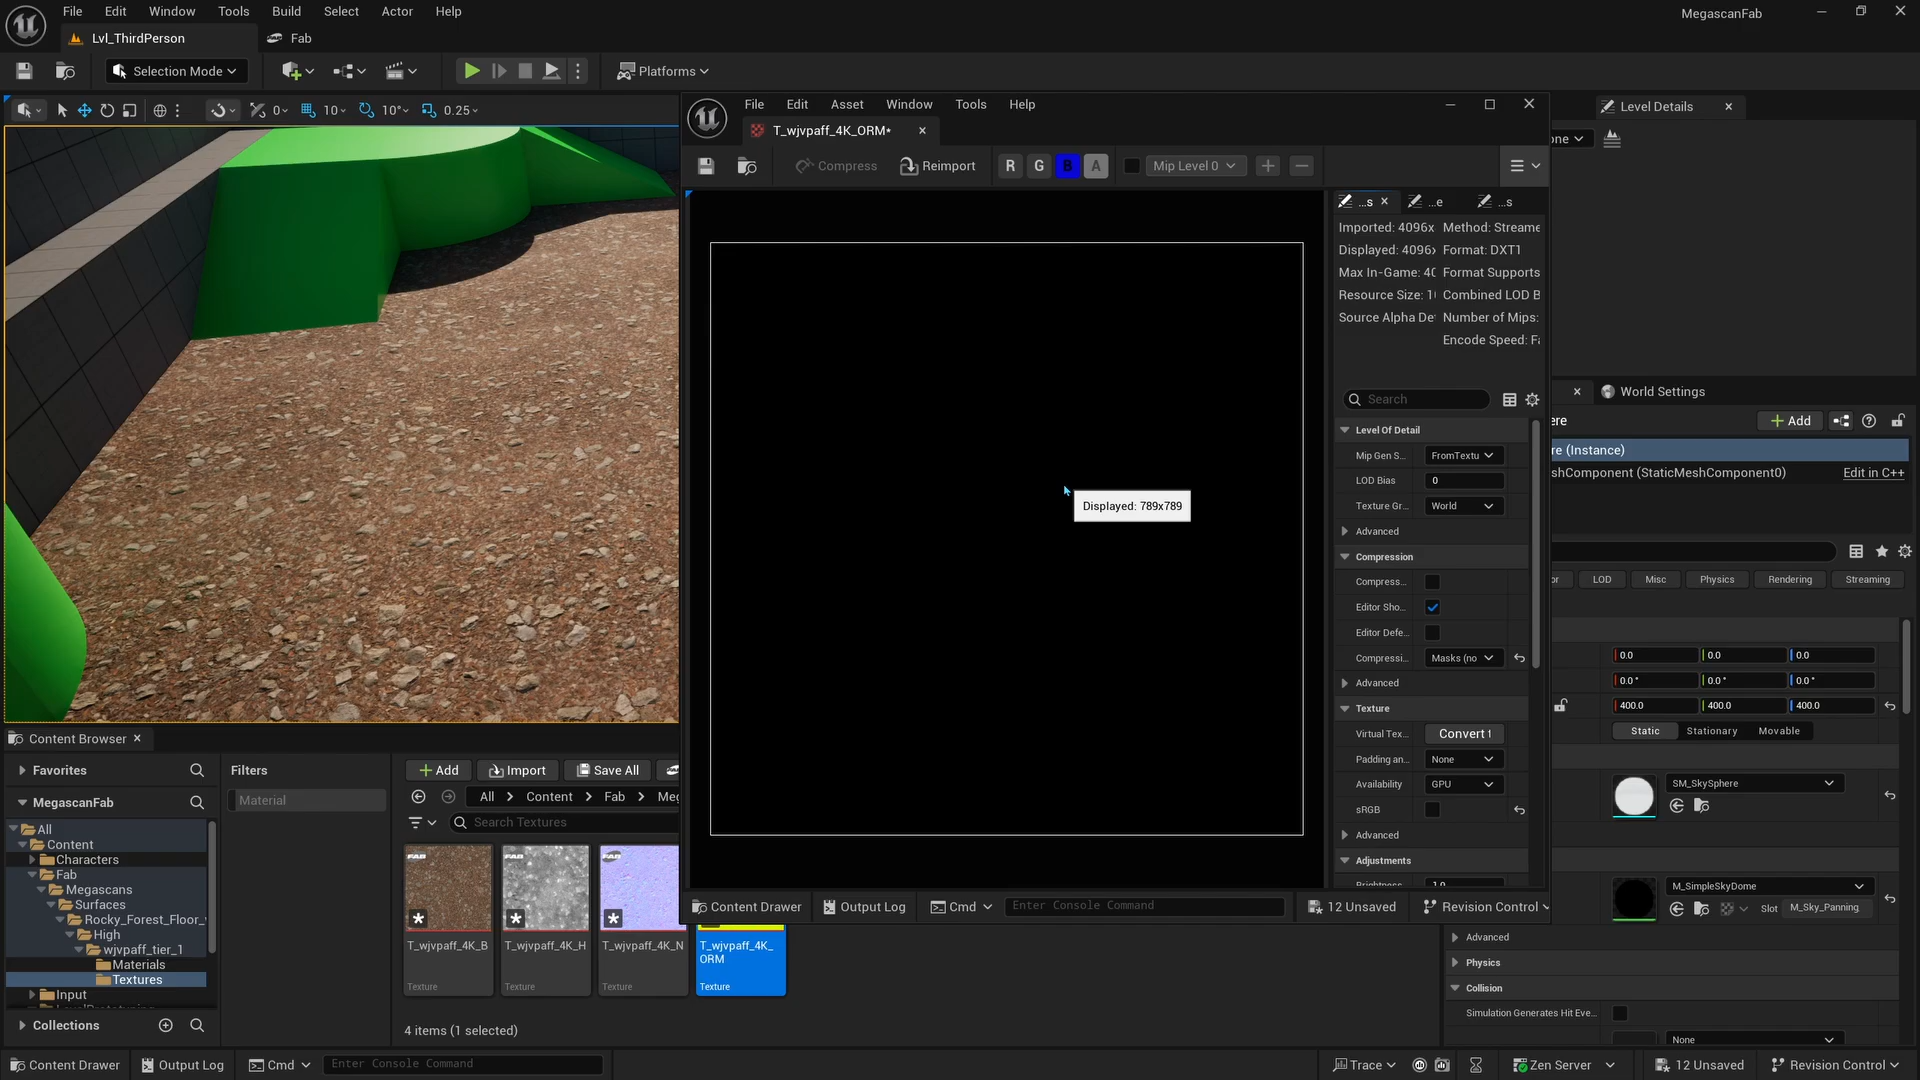 File Edit Window Tools Build Select Actor Help
MegascanFab
Lvl_ThirdPerson
Fab
Selection Mode
Platforms
0
10
10°
0.25
File Edit Asset Window Tools Help
T_wjvpaff_4K_ORM*
Compress
Reimport
R G B A
Mip Level 0
...s ...e ...s
Imported: 4096x
Method: Streame
Displayed: 4096x
Format: DXT1
Max In-Game: 40
Format Supports
Resource Size: 1
Combined LOD B
Source Alpha De
Number of Mips:
Encode Speed: Fa
Search
Level Of Detail
Mip Gen S...
FromTextu
LOD Bias
0
Texture Gr...
World
Advanced
Compression
Compress...
Editor Sho...
Editor Defe...
Compressi...
Masks (no
Advanced
Texture
Virtual Tex...
Convert t
Padding an...
None
Availability
GPU
sRGB
Advanced
Adjustments
Displayed: 789x789
Content Drawer
Output Log
Cmd
Enter Console Command
12 Unsaved
Revision Control
Level Details
one
World Settings
ere
Add
re (Instance)
shComponent (StaticMeshComponent0)
Edit in C++
or
LOD
Misc
Physics
Rendering
Streaming
0.0 0.0 0.0
0.0° 0.0° 0.0°
400.0 400.0 400.0
Static Stationary Movable
SM_SkySphere
M_SimpleSkyDome
Slot
M_Sky_Panning
Advanced
Physics
Collision
Simulation Generates Hit Eve...
None
Content Browser
Favorites
MegascanFab
All
Content
Characters
Fab
Megascans
Surfaces
Rocky_Forest_Floor_
High
wjvpaff_tier_1
Materials
Textures
Input
Collections
Filters
Material
Add
Import
Save All
All > Content > Fab > Meg
Search Textures
FAB
FAB
FAB
T_wjvpaff_4K_B
Texture
T_wjvpaff_4K_H
Texture
T_wjvpaff_4K_N
Texture
T_wjvpaff_4K_
ORM
Texture
4 items (1 selected)
Content Drawer
Output Log
Cmd
Enter Console Command
Trace
Zen Server
12 Unsaved
Revision Control